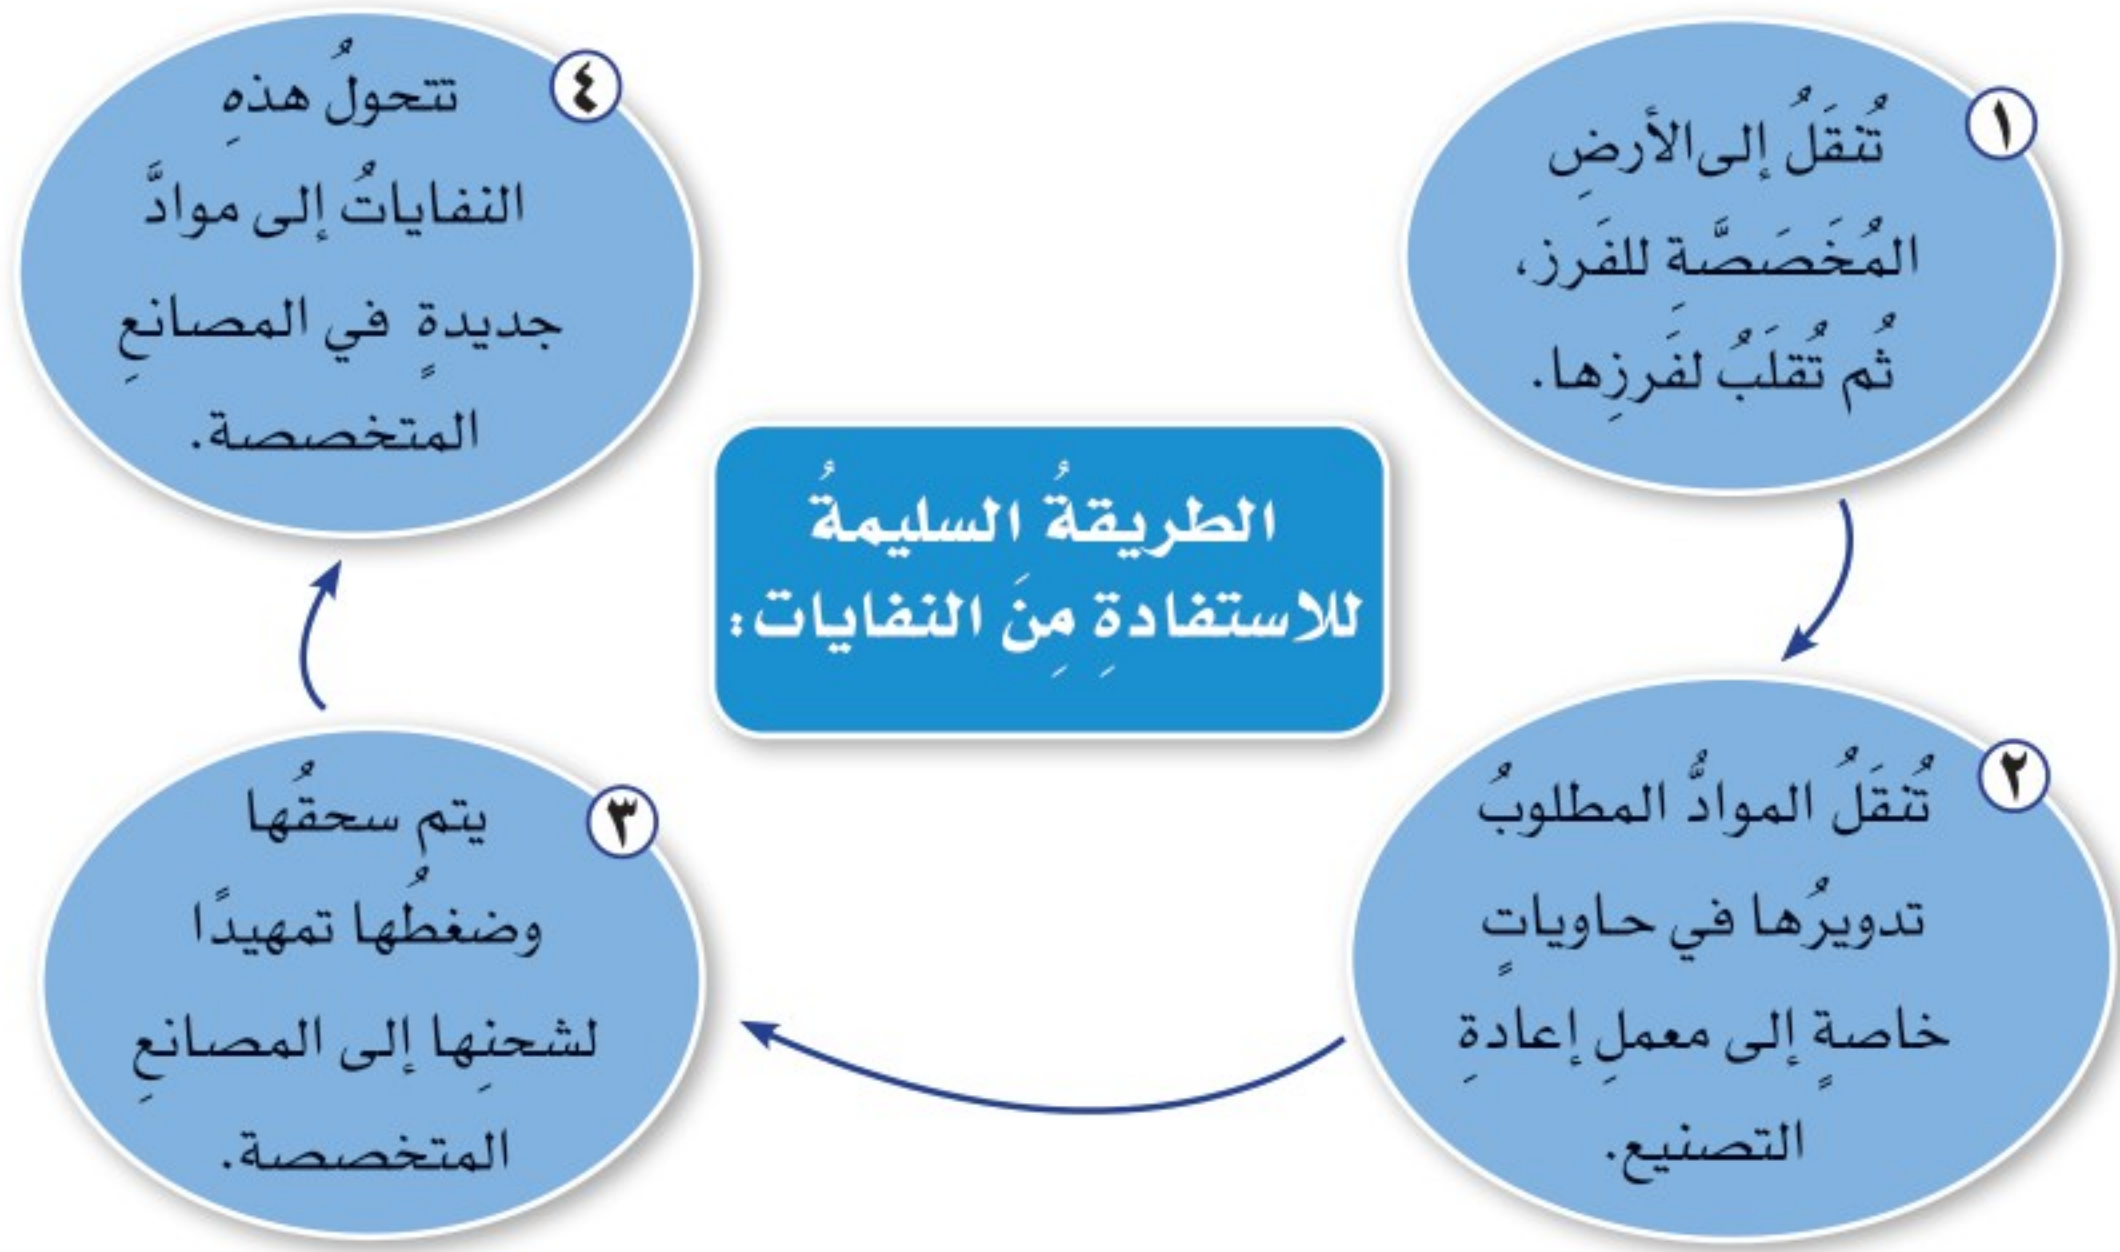 الطريقةُ السليمةُ
للاستفادةِ مِنَ النفايات:
١
تُنقَلُ إلى الأرضِ
المُخَصَصَّةِ للفَرز،
ثُم تُقلَبُ لفَرزِها.
٢
تُنقَلُ الموادُّ المطلوبُ
تدويرُها في حاوياتٍ
خاصةٍ إلى معملِ إعادةِ
التصنيع.
٣
يتم سحقُها
وضغطُها تمهيدًا
لشحنِها إلى المصانعِ
المتخصصة.
٤
تتحولُ هذهِ
النفاياتُ إلى موادَّ
جديدةٍ في المصانعِ
المتخصصة.